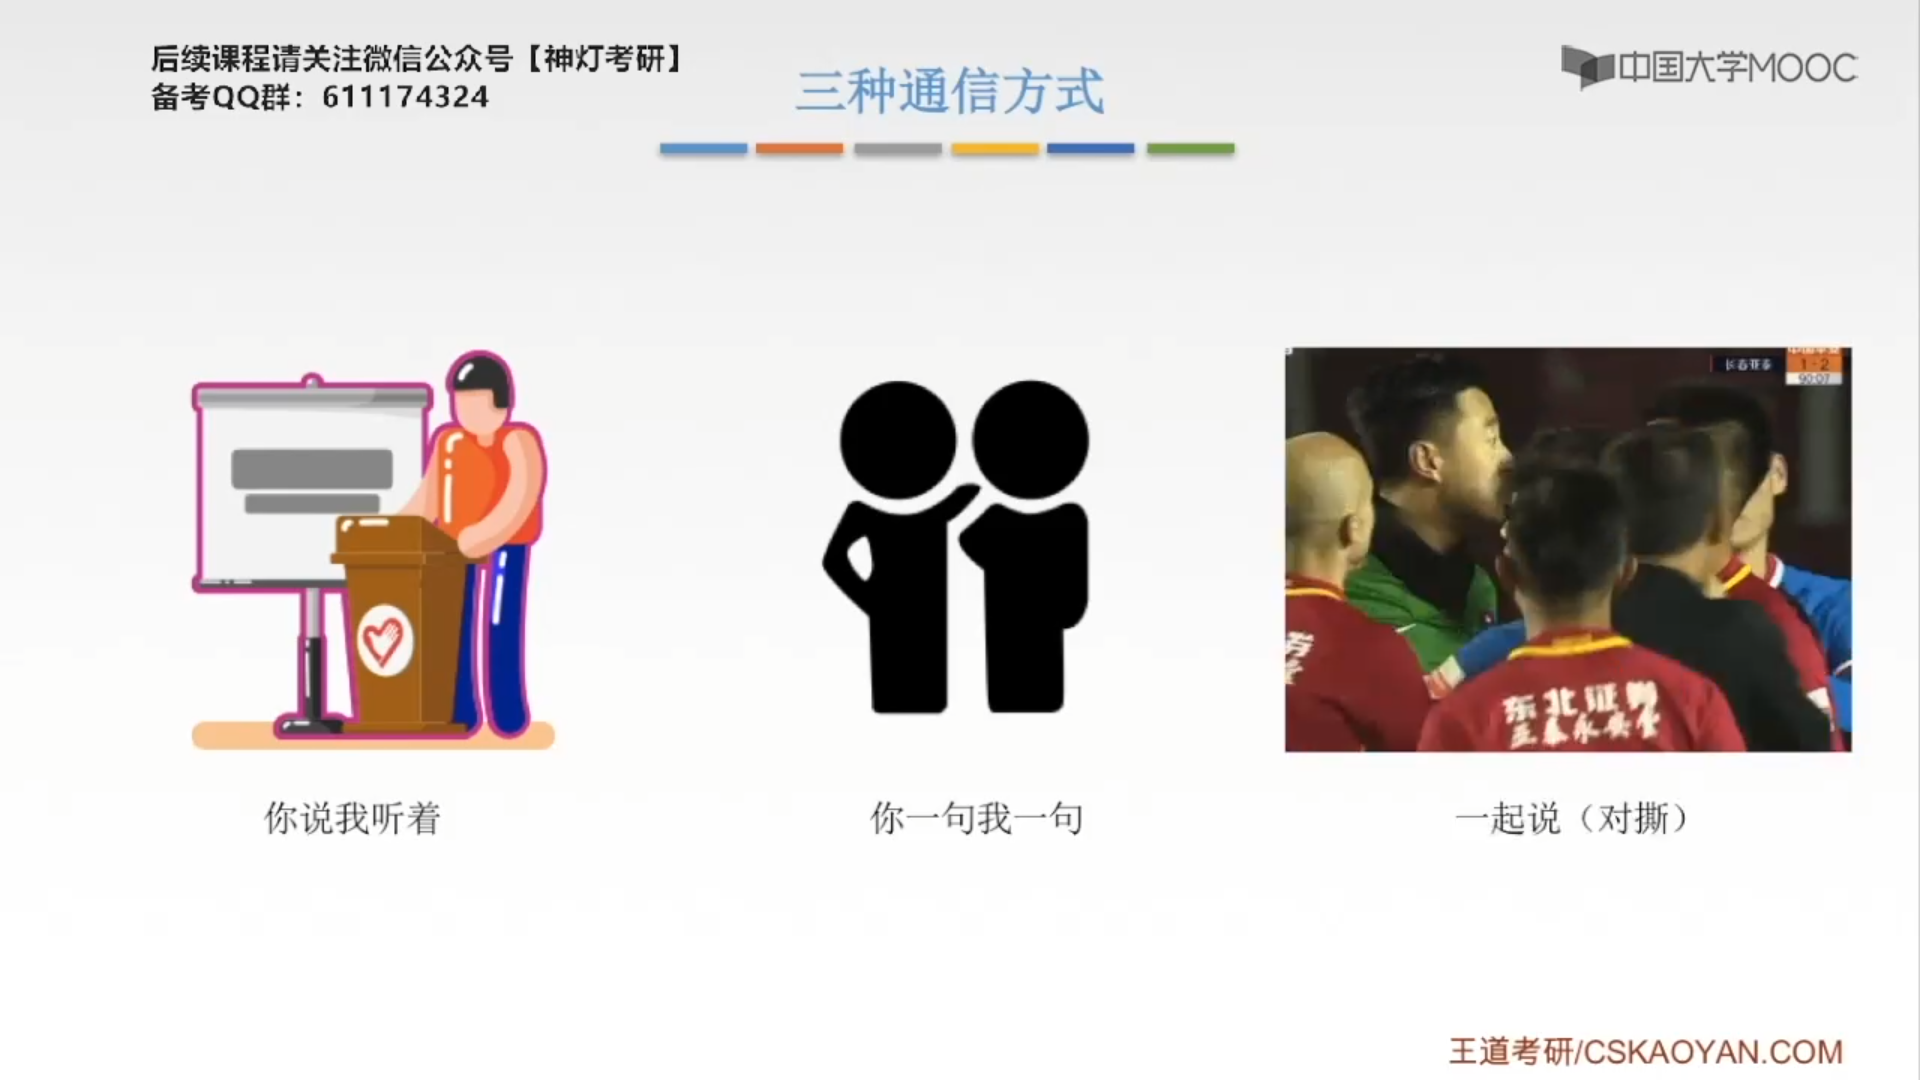 后续课程请关注微信公众号【神灯考研】
备考QQ群：611174324
三种通信方式
中国大学MOOC
长春亚泰
1-2
90:07
东北证券
你说我听着
你一句我一句
一起说（对撕）
王道考研/CSKAOYAN.COM